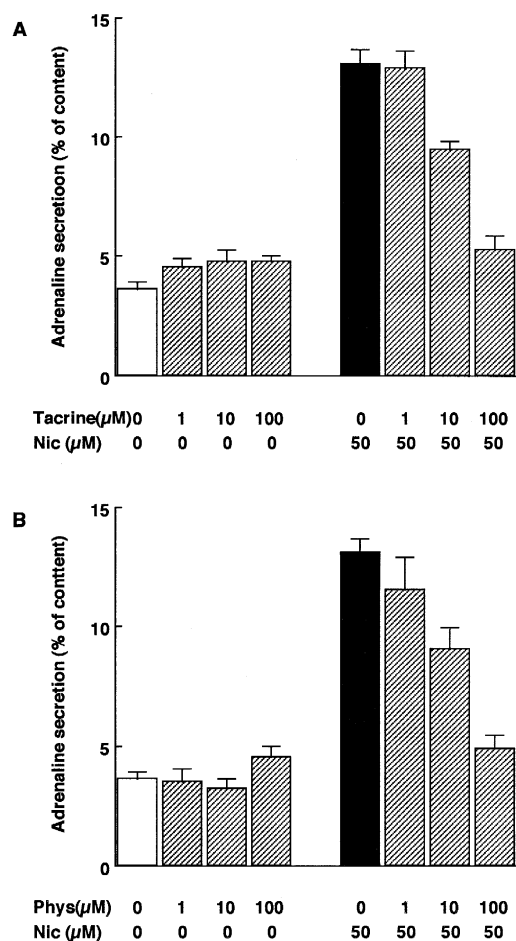 A
Adrenaline secretioon (% of content)
15
10
5
0
Tacrine(µM)0 1 10 100 0 1 10 100
Nic (µM) 0 0 0 0 50 50 50 50
B
Adrenaline secretion (% of conttent)
15
10
5
0
Phys(µM) 0 1 10 100 0 1 10 100
Nic (µM) 0 0 0 0 50 50 50 50